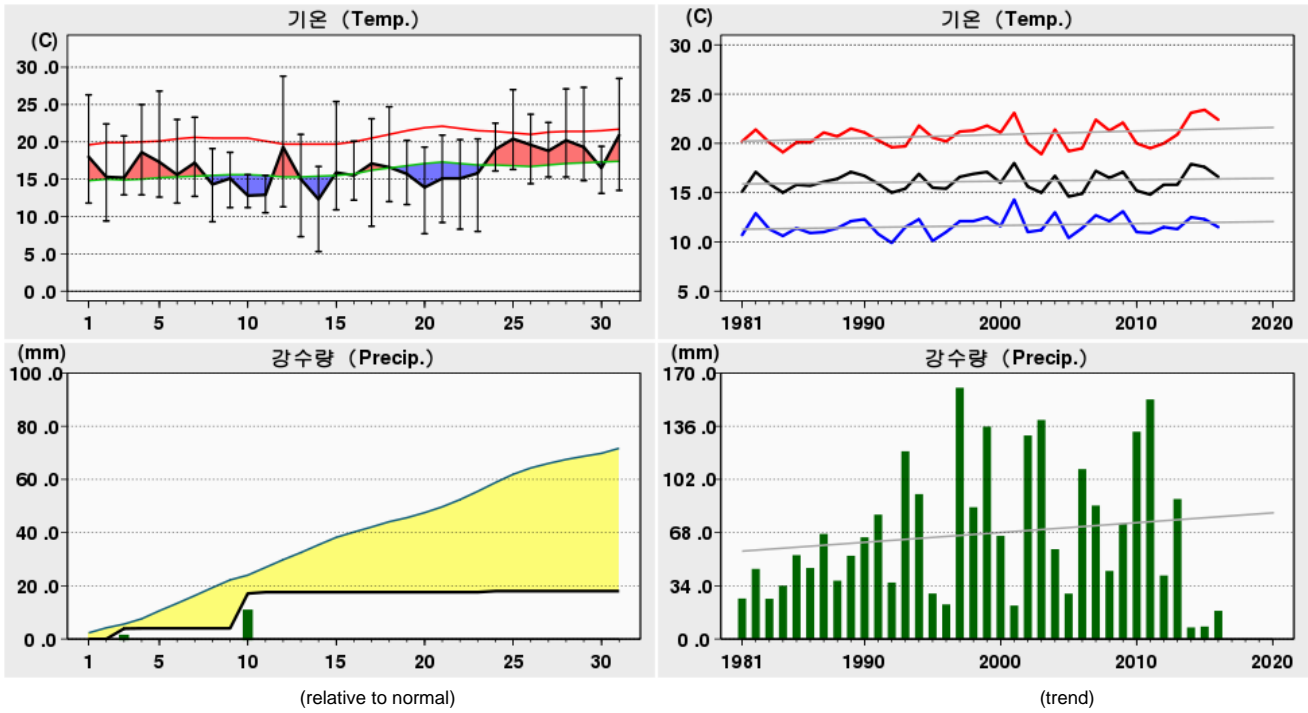 기온 (Temp.)
(C)
30 .0
25 .0
20 .0
15 .0
10 .0
5 .0
0 .0
1 5 10 15 20 25 30
기온 (Temp.)
(C)
30 .0
25 .0
20 .0
15 .0
10 .0
5 .0
1981 1990 2000 2010 2020
강수량 (Precip.)
(mm)
100 .0
80 .0
60 .0
40 .0
20 .0
0 .0
1 5 10 15 20 25 30
(relative to normal)
강수량 (Precip.)
(mm)
170 .0
136 .0
102 .0
68 .0
34 .0
0 .0
1981 1990 2000 2010 2020
(trend)